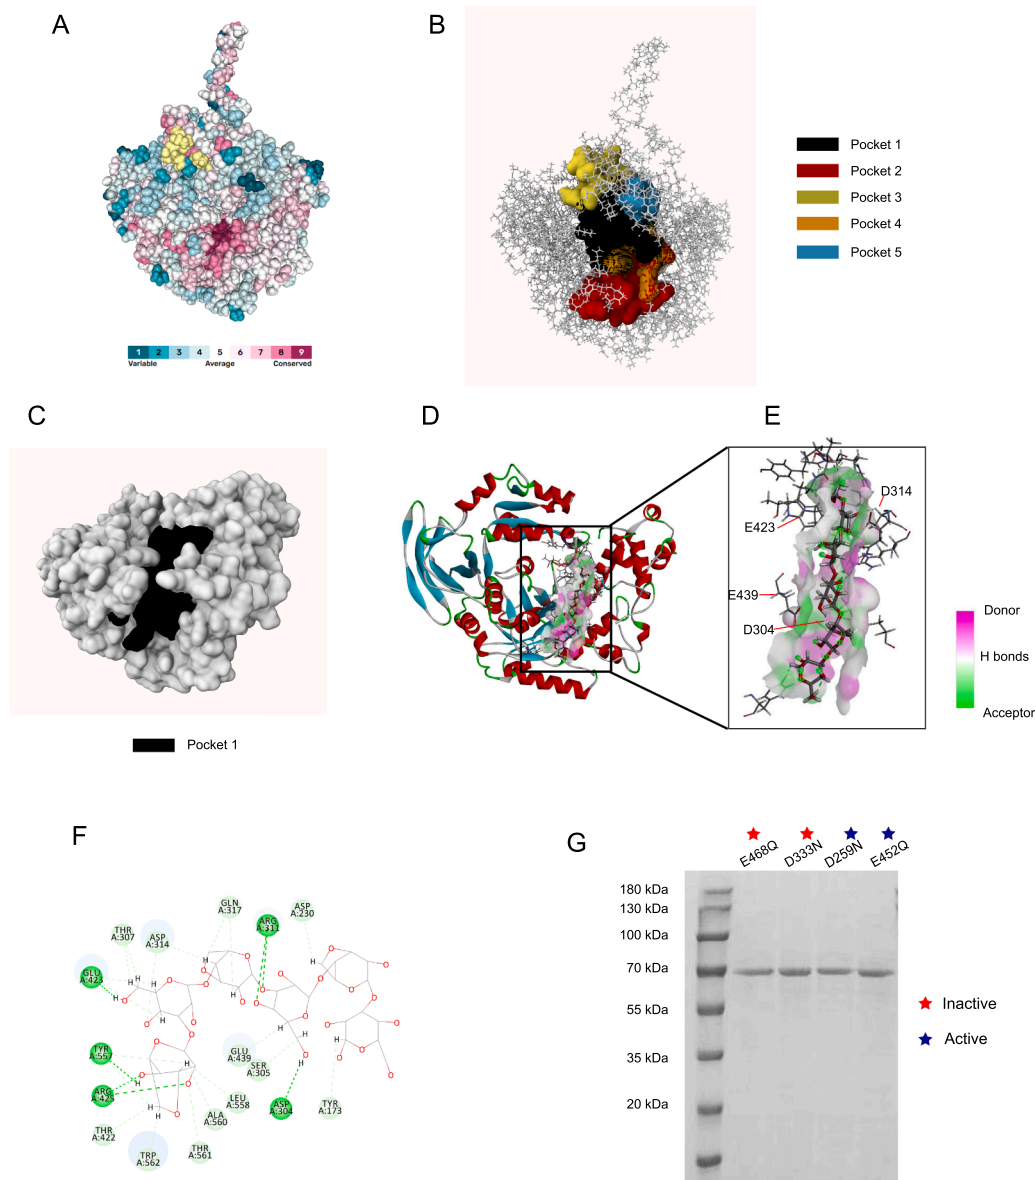 A
B
1 2 3 4 5 6 7 8 9
Variable Average Conserved
Pocket 1
Pocket 2
Pocket 3
Pocket 4
Pocket 5
C
Pocket 1
D
E
D314
E423
E439
D304
Donor
H bonds
Acceptor
F
GLN
A:317
ARG
A:311
ASP
A:230
THR
A:307
ASP
A:314
GLU
A:423
H
H
H
H
O
O
O
O
O
H
H
O
O
O
O
O
O
O
O
O
O
O
TYR
A:557
ARG
A:425
GLU
A:439
SER
A:305
H
H
H
H
H
O
O
O
O
O
O
O
LEU
A:558
ALA
A:560
ASP
A:304
TYR
A:173
THR
A:422
TRP
A:562
THR
A:561
G
E468Q
D333N
D259N
E452Q
180 kDa
130 kDa
100 kDa
70 kDa
55 kDa
35 kDa
20 kDa
Inactive
Active